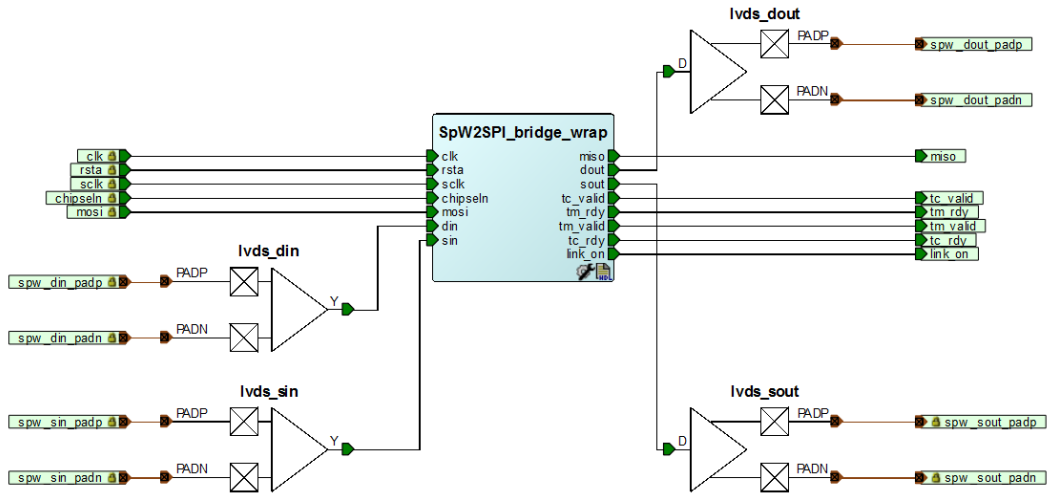 lvds_dout
PADP
spw_dout_padp
D
PADN
spw_dout_padn
SpW2SPI_bridge_wrap
clk
clk
miso
miso
rsta
rsta
dout
sclk
sclk
sout
chipseln
chipseln
tc_valid
tc_valid
mosi
mosi
tm_rdy
tm_rdy
din
tm_valid
tm_valid
sin
tc_rdy
tc_rdy
link_on
link_on
HDL
lvds_din
PADP
spw_din_padp
Y
PADN
spw_din_padn
lvds_sin
PADP
spw_sin_padp
Y
PADN
spw_sin_padn
lvds_sout
PADP
spw_sout_padp
D
PADN
spw_sout_padn